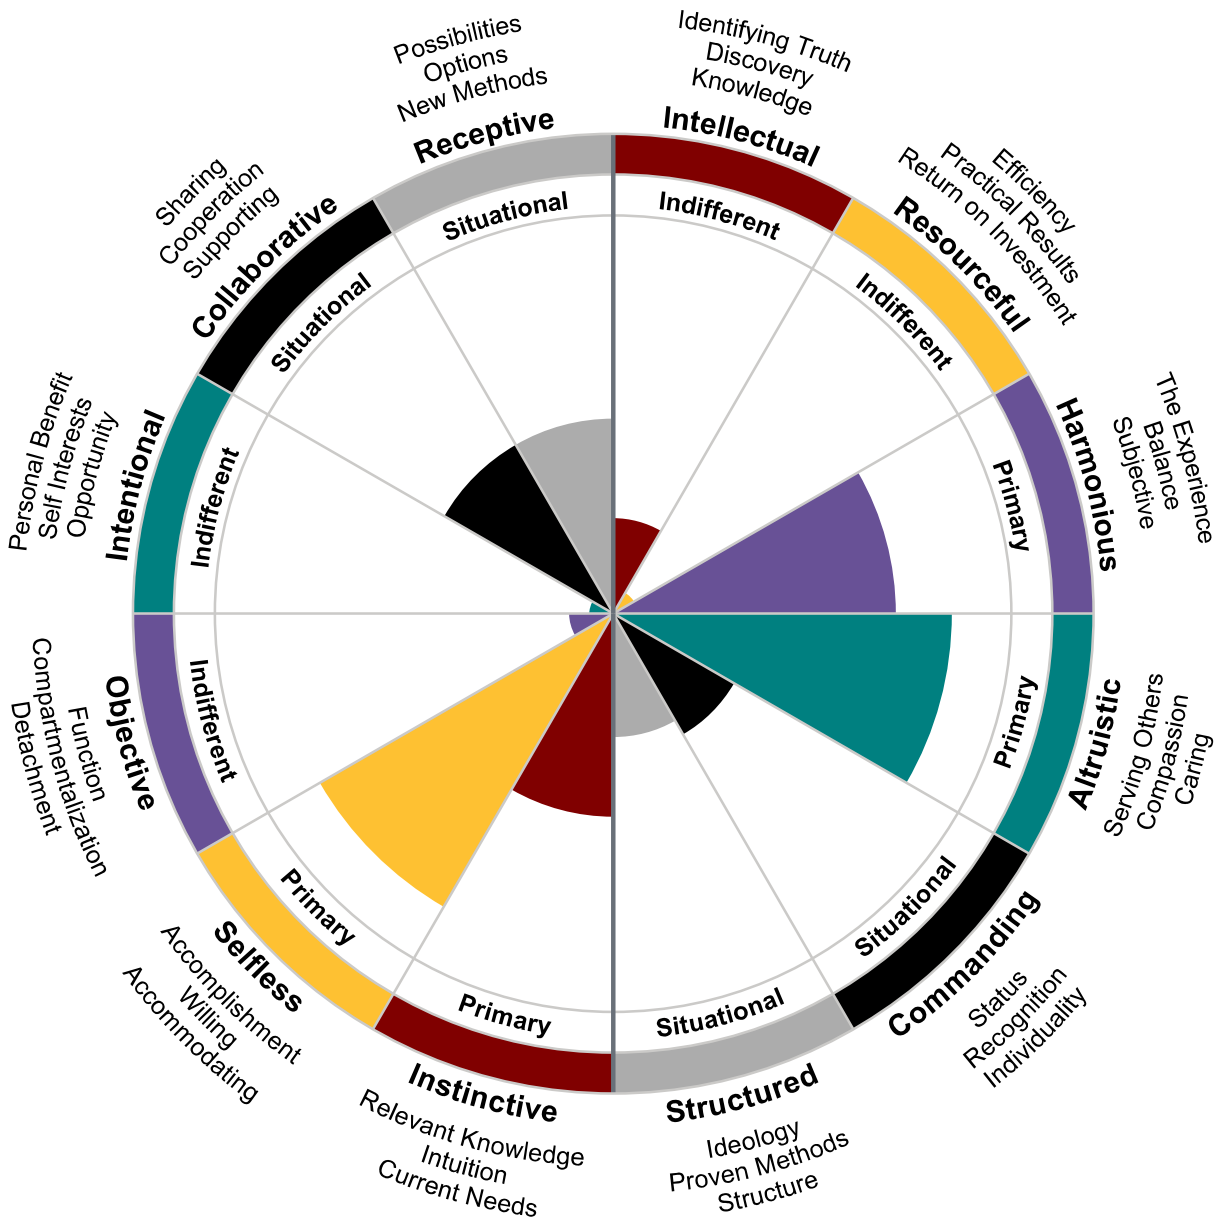 Identifying Truth
Discovery
Knowledge
Intellectual
Indifferent
Efficiency
Practical Results
Return on Investment
Resourceful
Indifferent
The Experience
Balance
Subjective
Harmonious
Primary
Altruistic
Primary
Serving Others
Compassion
Caring
Commanding
Situational
Status
Recognition
Individuality
Structured
Situational
Ideology
Proven Methods
Structure
Instinctive
Primary
Relevant Knowledge
Intuition
Current Needs
Selfless
Primary
Accomplishment
Willing
Accommodating
Objective
Indifferent
Function
Compartmentalization
Detachment
Personal Benefit
Self Interests
Opportunity
Intentional
Indifferent
Sharing
Cooperation
Supporting
Collaborative
Situational
Possibilities
Options
New Methods
Receptive
Situational